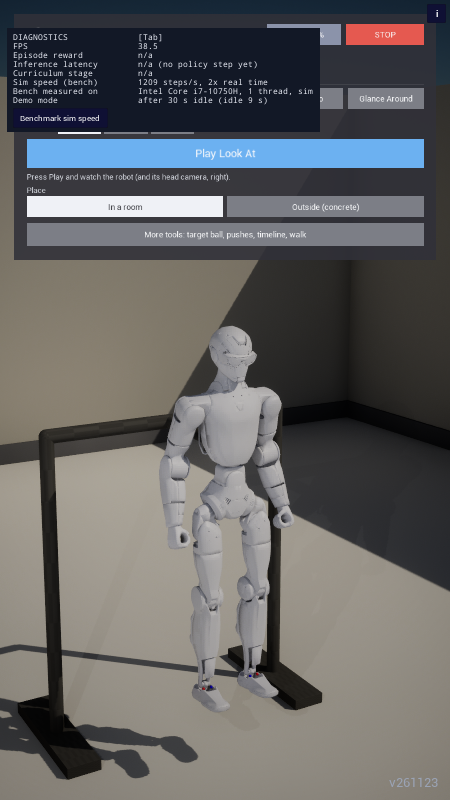 i
STOP
DIAGNOSTICS [Tab]
FPS 38.5
Episode reward n/a
Inference latency n/a (no policy step yet)
Curriculum stage n/a
Sim speed (bench) 1209 steps/s, 2x real time
Bench measured on Intel Core i7-10750H, 1 thread, sim
Demo mode after 30 s idle (idle 9 s)
Glance Around
Benchmark sim speed
Play Look At
Press Play and watch the robot (and its head camera, right).
Place
In a room Outside (concrete)
More tools: target ball, pushes, timeline, walk
v261123